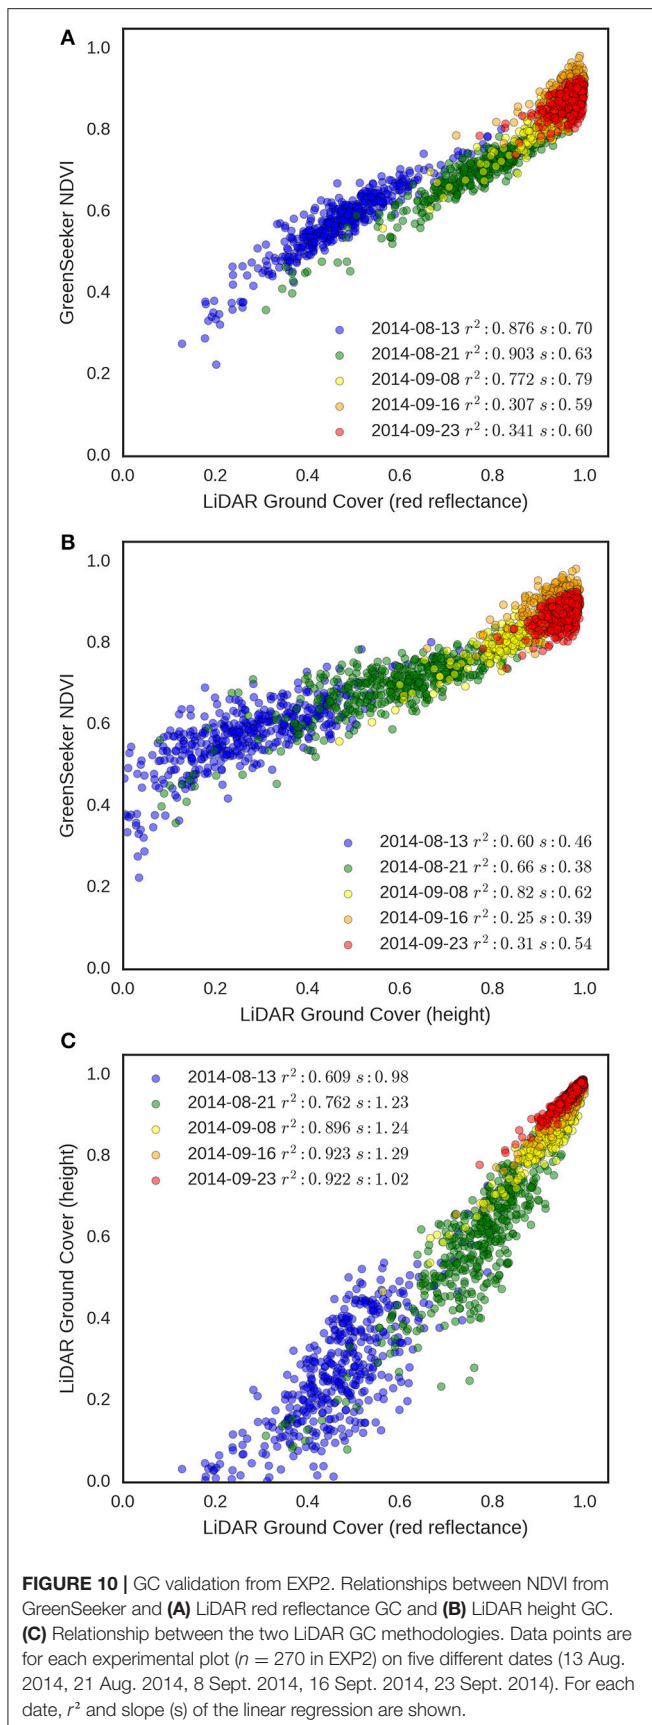 A
1.0
0.8
0.6
0.4
0.2
0.0
GreenSeeker NDVI
2014-08-13 r² : 0.876 s : 0.70
2014-08-21 r² : 0.903 s : 0.63
2014-09-08 r² : 0.772 s : 0.79
2014-09-16 r² : 0.307 s : 0.59
2014-09-23 r² : 0.341 s : 0.60
0.0 0.2 0.4 0.6 0.8 1.0
LiDAR Ground Cover (red reflectance)
B
1.0
0.8
0.6
0.4
0.2
0.0
GreenSeeker NDVI
2014-08-13 r² : 0.60 s : 0.46
2014-08-21 r² : 0.66 s : 0.38
2014-09-08 r² : 0.82 s : 0.62
2014-09-16 r² : 0.25 s : 0.39
2014-09-23 r² : 0.31 s : 0.54
0.0 0.2 0.4 0.6 0.8 1.0
LiDAR Ground Cover (height)
C
1.0
0.8
0.6
0.4
0.2
0.0
LiDAR Ground Cover (height)
2014-08-13 r² : 0.609 s : 0.98
2014-08-21 r² : 0.762 s : 1.23
2014-09-08 r² : 0.896 s : 1.24
2014-09-16 r² : 0.923 s : 1.29
2014-09-23 r² : 0.922 s : 1.02
0.0 0.2 0.4 0.6 0.8 1.0
LiDAR Ground Cover (red reflectance)
FIGURE 10 | GC validation from EXP2. Relationships between NDVI from
GreenSeeker and (A) LiDAR red reflectance GC and (B) LiDAR height GC.
(C) Relationship between the two LiDAR GC methodologies. Data points are
for each experimental plot (n = 270 in EXP2) on five different dates (13 Aug.
2014, 21 Aug. 2014, 8 Sept. 2014, 16 Sept. 2014, 23 Sept. 2014). For each
date, r² and slope (s) of the linear regression are shown.